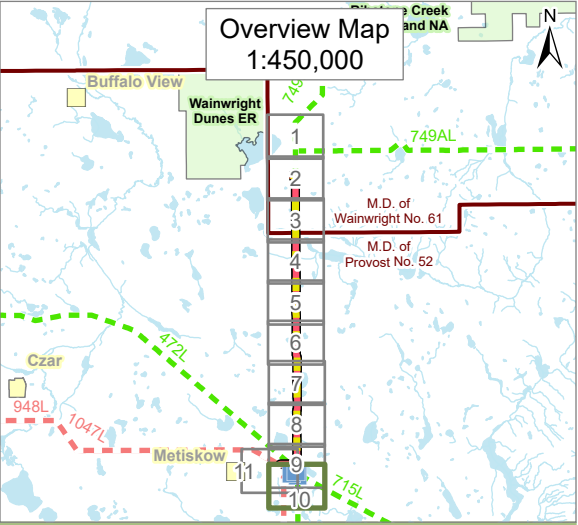 Overview Map
1:450,000
Creek
and NA
N
Buffalo View
Wainwright
Dunes ER
749
1
749AL
2
M.D. of
Wainwright No. 61
3
M.D. of
Provost No. 52
4
5
472L
6
Czar
7
948L
1047L
8
Metiskow
9
11
715L
10